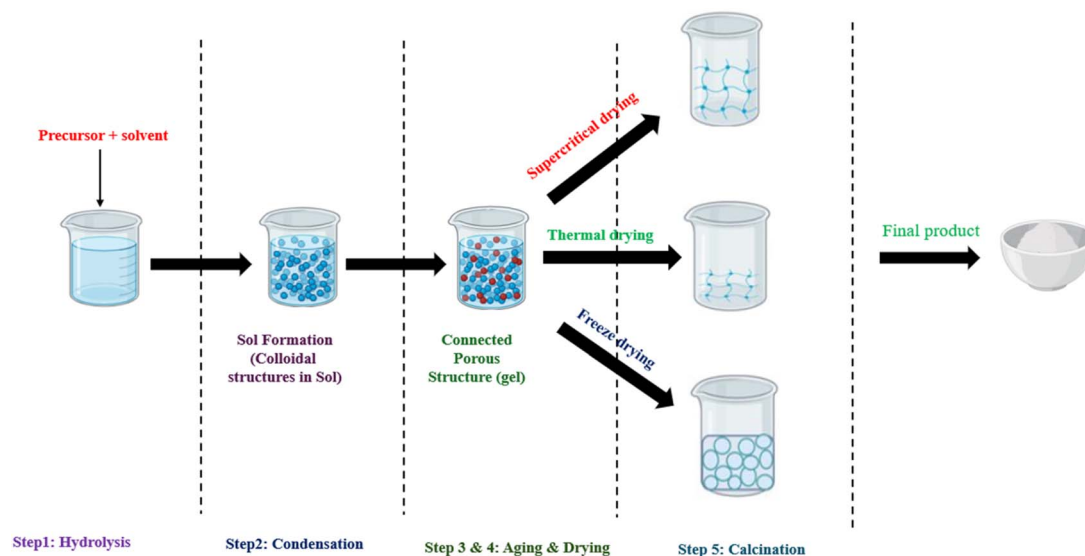 Precursor + solvent
Sol Formation
(Colloidal
structures in Sol)
Connected
Porous
Structure (gel)
Supercritical drying
Thermal drying
Freeze drying
Final product
Step1: Hydrolysis
Step2: Condensation
Step 3 & 4: Aging & Drying
Step 5: Calcination